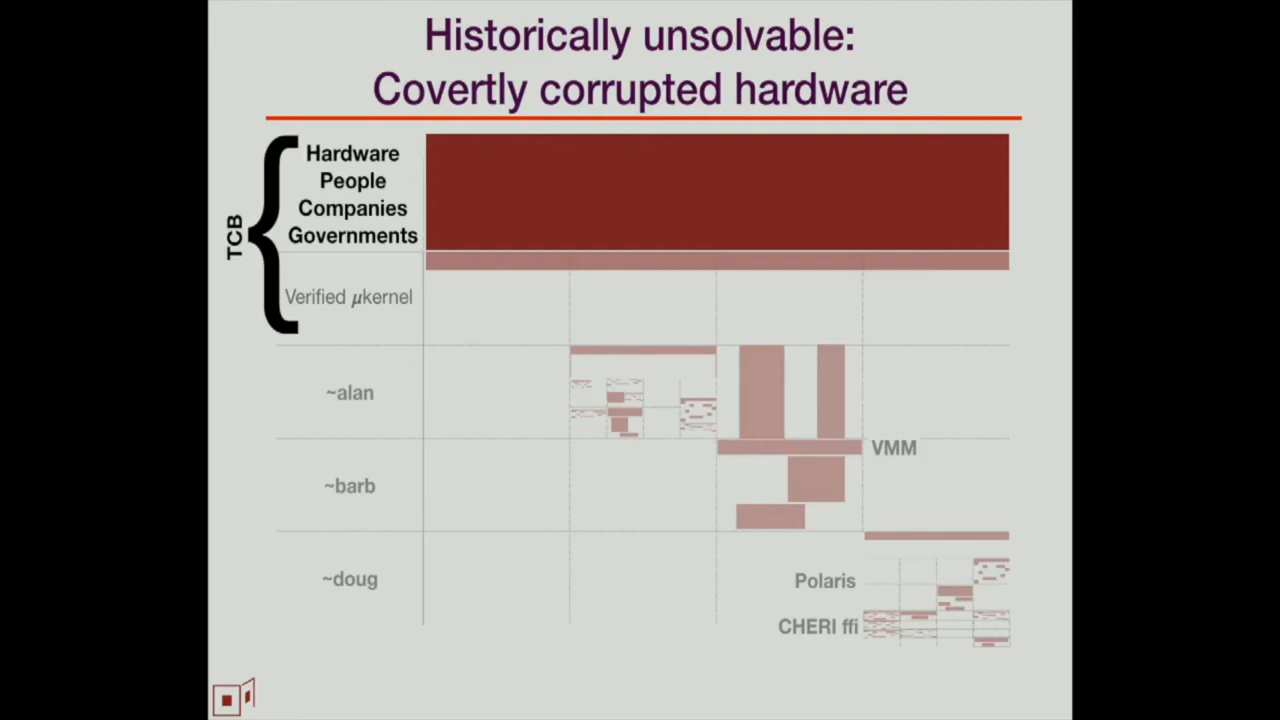 Historically unsolvable:
Covertly corrupted hardware
TCB
Hardware
People
Companies
Governments
Verified µkernel
~alan
VMM
~barb
~doug
Polaris
CHERI ffi